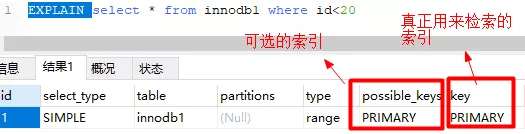 1 EXPLAIN select * from innodb1 where id<20
可选的索引
真正用来检索的
索引
信息 结果1 概况 状态
id select_type table partitions type possible_keys key
1 SIMPLE innodb1 (Null) range PRIMARY PRIMARY